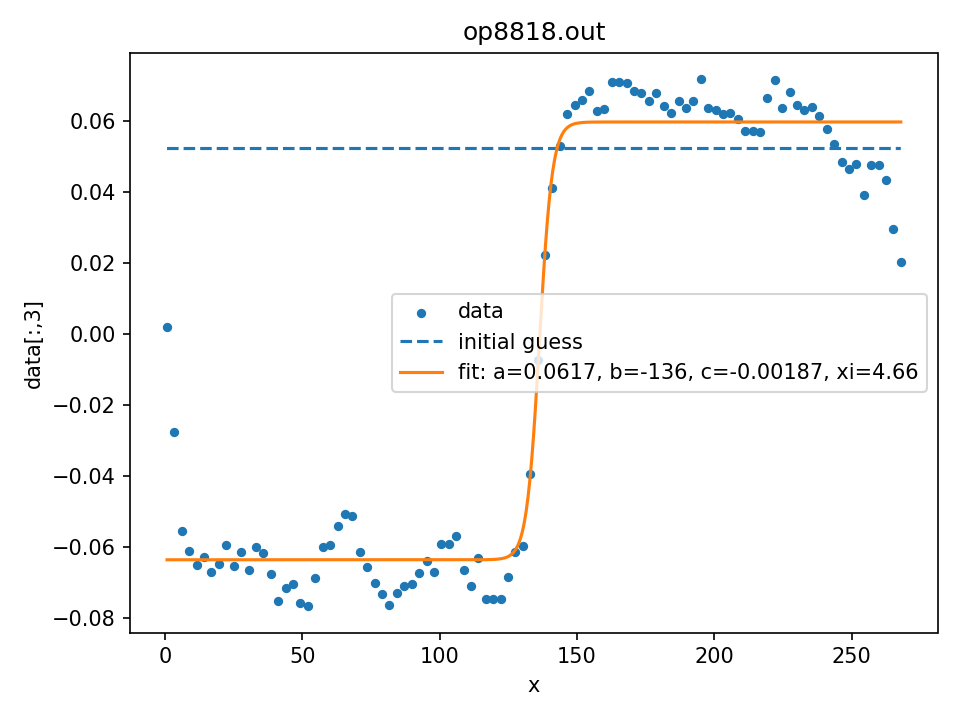 op8818.out
data[:,3]
0.06
0.04
0.02
0.00
−0.02
−0.04
−0.06
−0.08
data
initial guess
fit: a=0.0617, b=-136, c=-0.00187, xi=4.66
0 50 100 150 200 250
x